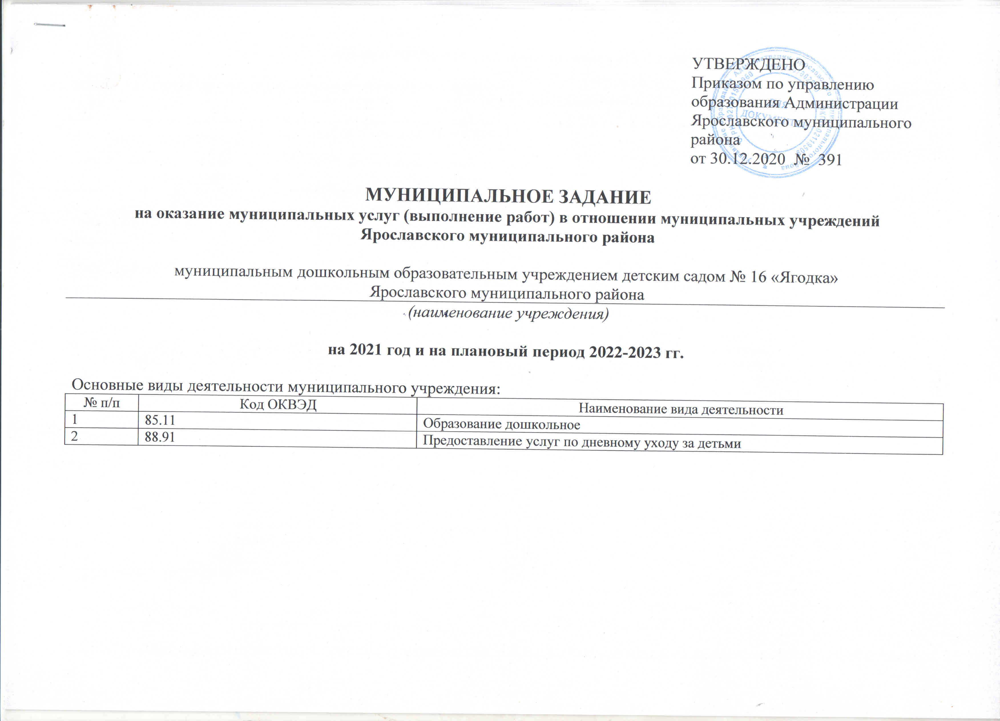 УТВЕРЖДЕНО
Приказом по управлению
образования Администрации
Ярославского муниципального
района
от 30.12.2020 № 391
ДЛЯ
МУНИЦИПАЛЬНОЕ ЗАДАНИЕ
на оказание муниципальных услуг (выполнение работ) в отношении муниципальных учреждений
Ярославского муниципального района
муниципальным дошкольным образовательным учреждением детским садом № 16 «Ягодка»
Ярославского муниципального района
(наименование учреждения)
на 2021 год и на плановый период 2022-2023 гг.
Основные виды деятельности муниципального учреждения:
№ п/п Код ОКВЭД Наименование вида деятельности
1 85.11 Образование дошкольное
2 88.91 Предоставление услуг по дневному уходу за детьми